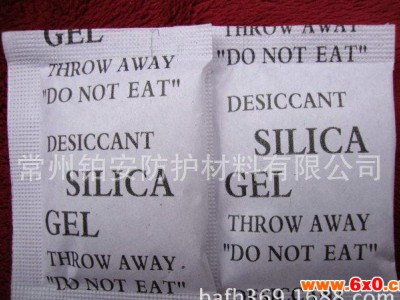 GEL
THROW AWAY
"DO NOT EAT"
DESICCANT
SILICA
GEL
THROW AWAY
"DO NOT EAT"
THROW AWAY
"DO NOT EAT"
DESICCANT
SILICA
GEL
THROW AWAY
"DO NOT EAT"
常州铂安防护材料有限公司
www.6x0.c